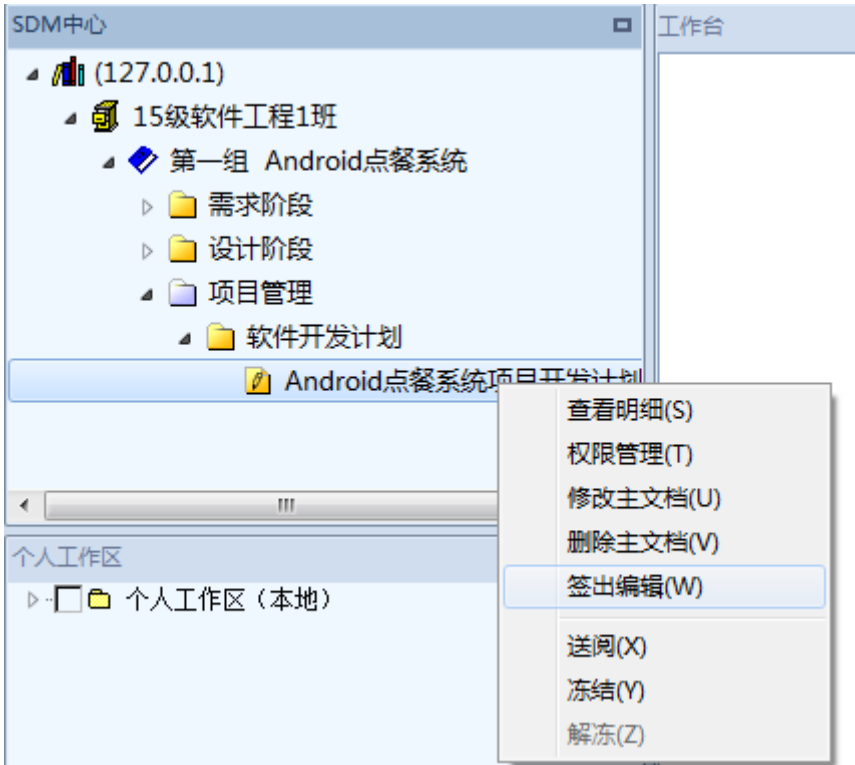 SDM中心
工作台
(127.0.0.1)
15级软件工程1班
第一组 Android点餐系统
需求阶段
设计阶段
项目管理
软件开发计划
Android点餐系统项目开发计划
查看明细(S)
权限管理(T)
修改主文档(U)
删除主文档(V)
签出编辑(W)
送阅(X)
冻结(Y)
解冻(Z)
个人工作区
个人工作区（本地）